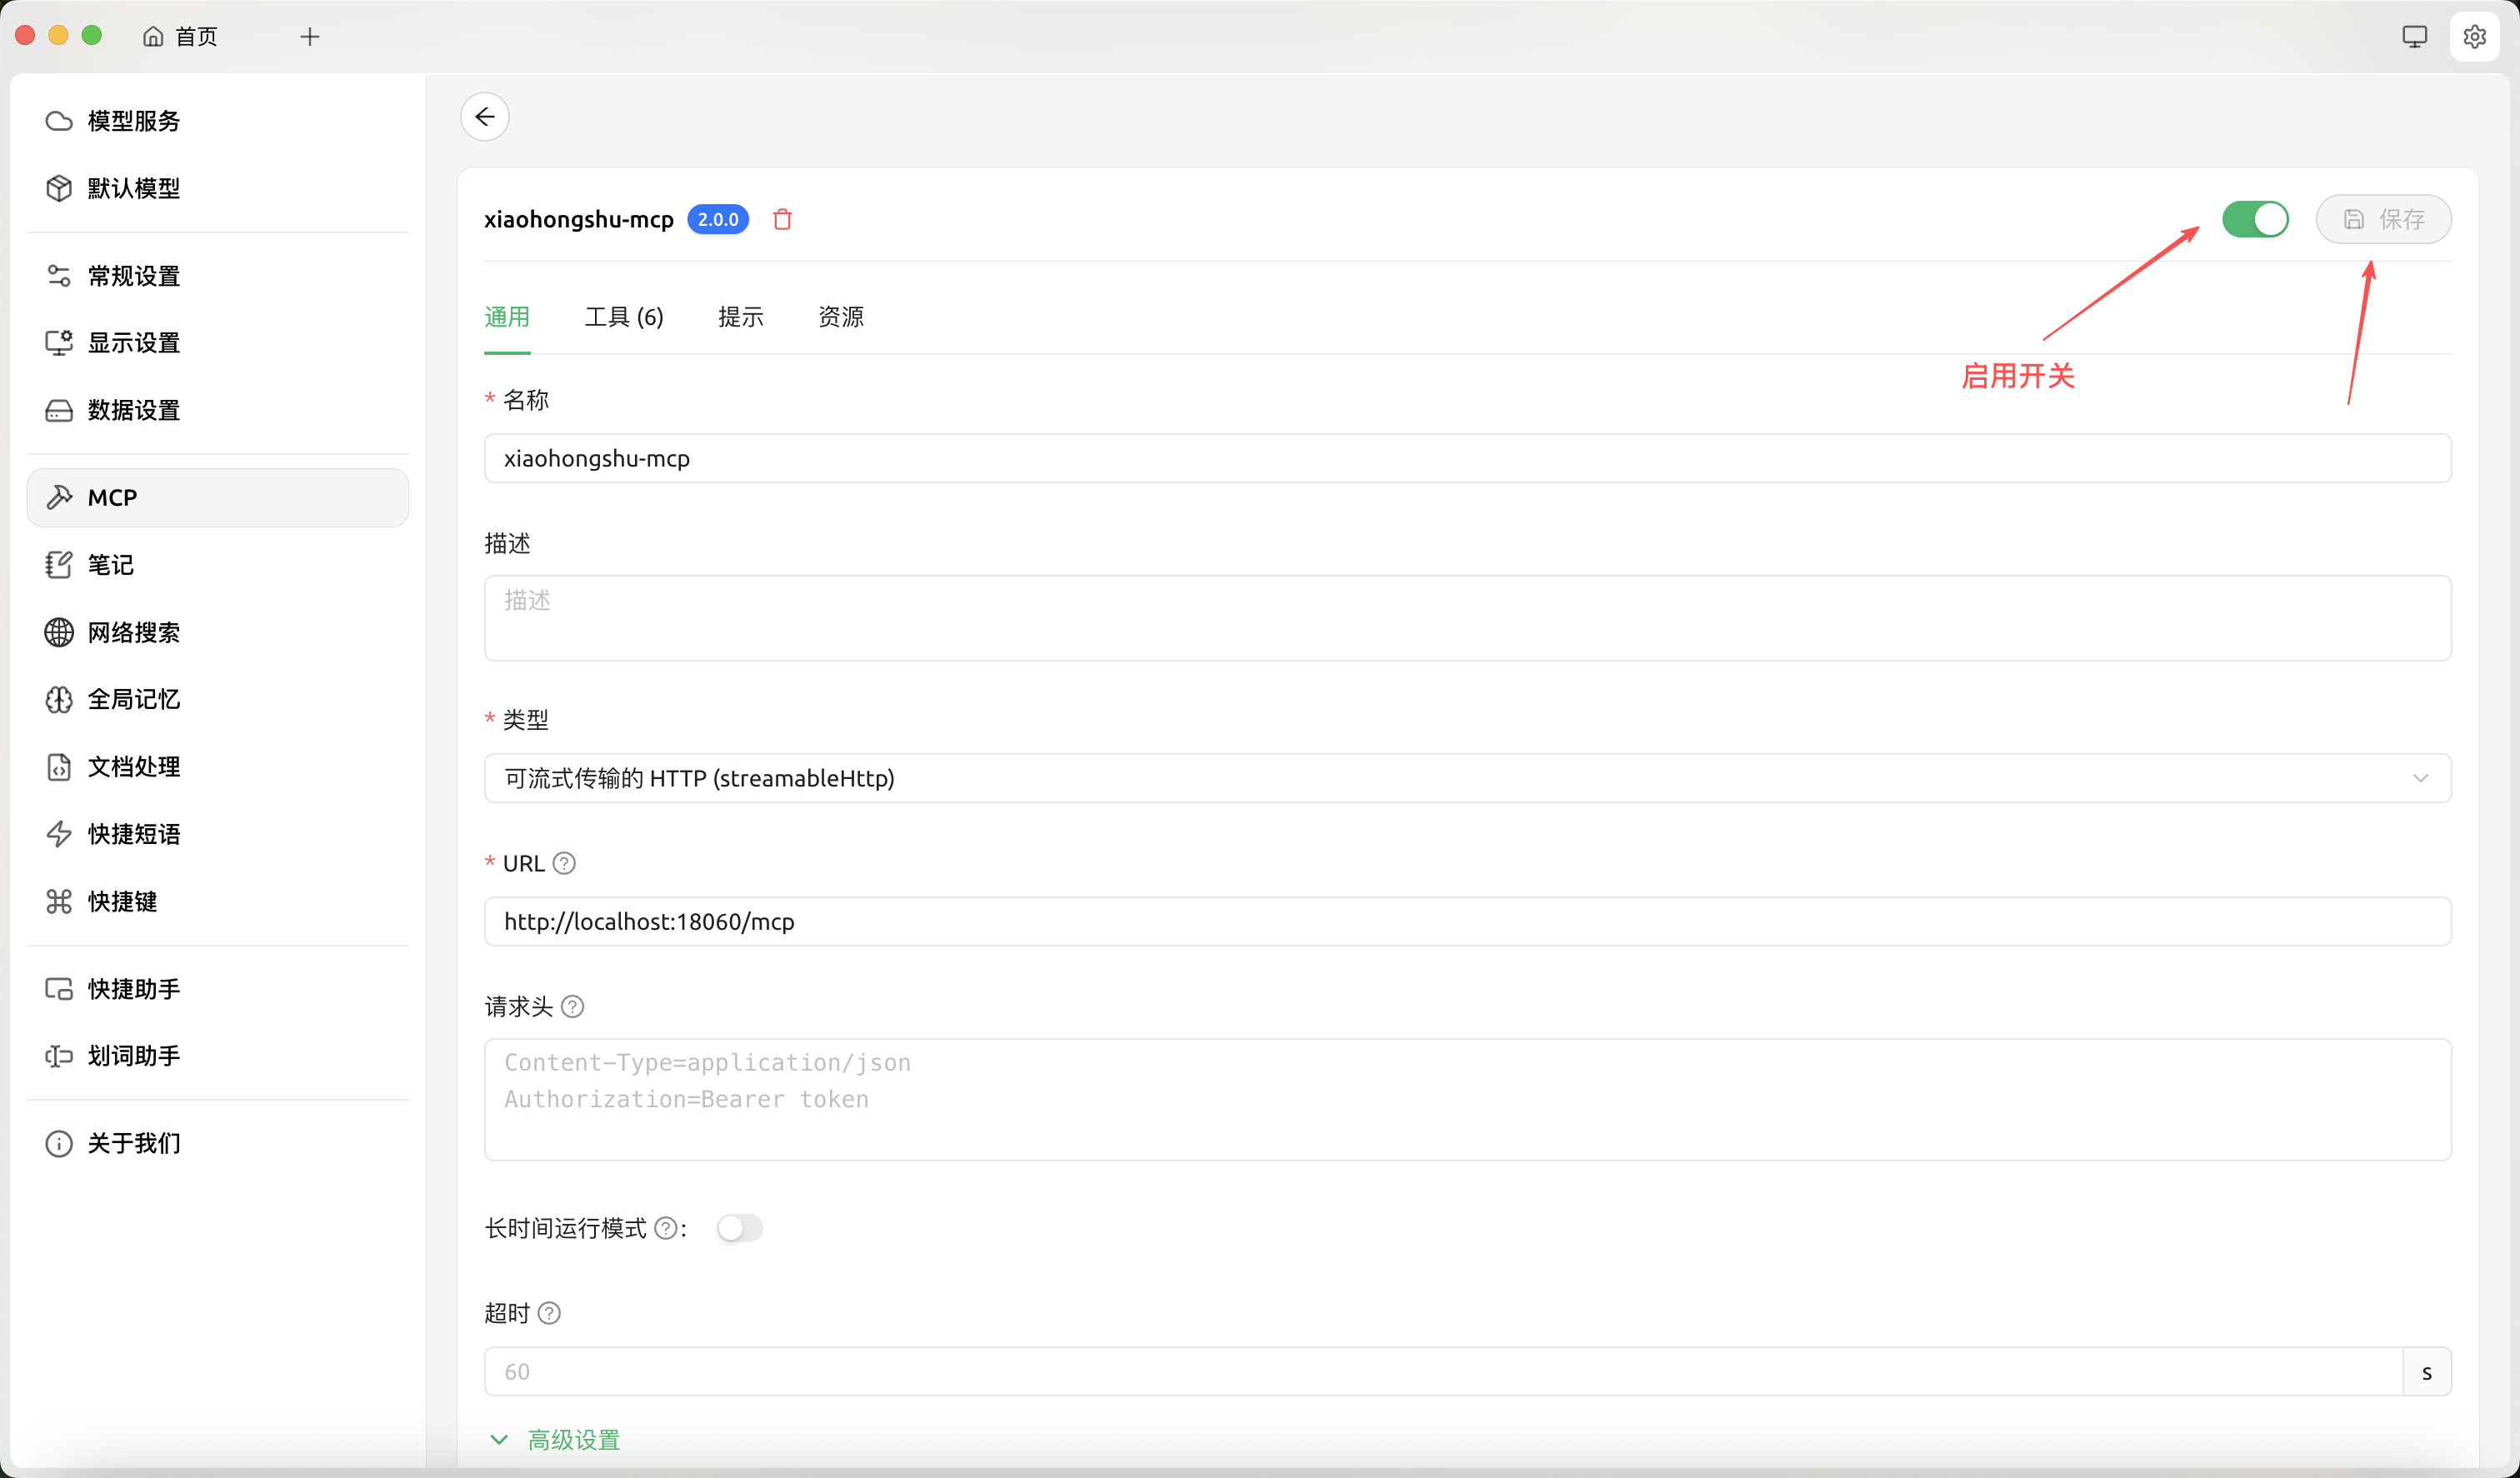 首页
模型服务
默认模型
常规设置
显示设置
数据设置
MCP
笔记
网络搜索
全局记忆
文档处理
快捷短语
快捷键
快捷助手
划词助手
关于我们
xiaohongshu-mcp 2.0.0
保存
通用 工具 (6) 提示 资源
启用开关
* 名称
xiaohongshu-mcp
描述
描述
* 类型
可流式传输的 HTTP (streamableHttp)
* URL
http://localhost:18060/mcp
请求头
Content-Type=application/json
Authorization=Bearer token
长时间运行模式 :
超时
60 s
高级设置